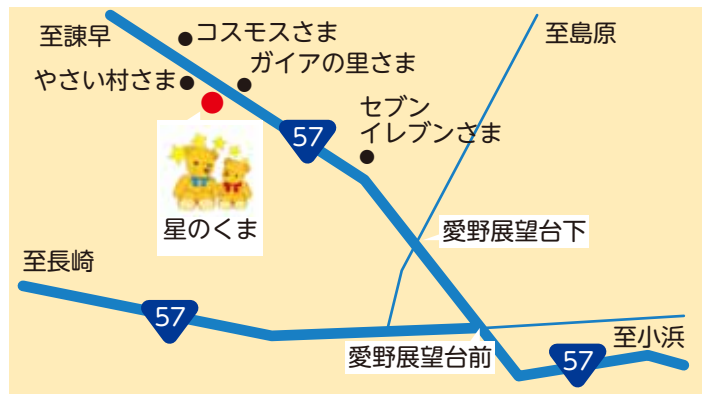 至諫早
コスモスさま
至島原
ガイアの里さま
やさい村さま
セブン
イレブンさま
57
星のくま
愛野展望台下
至長崎
57
至小浜
愛野展望台前
57